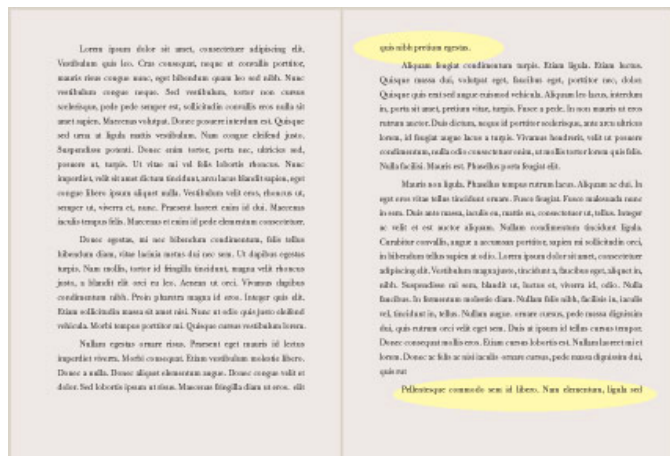 Lorem ipsum dolor sit amet, consectetuer adipiscing elit.
Vestibulum quis leo. Cras consequat, neque et convallis porttitor,
mauris risus congue nunc, eget bibendum quam leo sed nibh. Nunc
vestibulum congue neque. Sed vestibulum, tortor non cursus
scelerisque, pede pede semper est, sollicitudin convallis eros nulla sit
amet sapien. Maecenas volutpat. Donec posuere interdum est. Quisque
sed urna at ligula mattis vestibulum. Nam congue eleifend justo.
Suspendisse potenti. Donec enim tortor, porta nec, ultricies sed,
posuere ut, turpis. Ut vitae mi vel felis lobortis rhoncus. Nunc
imperdiet, velit sit amet dictum tincidunt, arcu lacus blandit sapien, eget
congue libero ipsum aliquet nulla. Vestibulum velit eros, rhoncus ut,
semper ut, viverra et, nunc. Praesent laoreet enim id dui. Maecenas
iaculis tempus felis. Maecenas et enim id pede elementum consectetuer.
Donec egestas, mi nec bibendum condimentum, felis tellus
bibendum diam, vitae lacinia metus dui nec sem. Ut dapibus egestas
turpis. Nam mollis, tortor id fringilla tincidunt, magna velit rhoncus
justo, a blandit elit orci eu leo. Aenean ut orci. Vivamus dapibus
condimentum nibh. Proin pharetra magna id eros. Integer quis elit.
Etiam sollicitudin massa sit amet nisi. Nunc ut odio quis justo eleifend
vehicula. Morbi tempus porttitor mi. Quisque cursus vestibulum lorem.
Nullam egestas ornare risus. Praesent eget mauris id lectus
imperdiet viverra. Morbi consequat. Etiam vestibulum molestie libero.
Donec a nulla. Donec aliquet elementum augue. Donec congue velit et
dolor. Sed lobortis ipsum ut risus. Maecenas fringilla diam ut eros. elit
quis nibh pretium egestas.
Aliquam feugiat condimentum turpis. Etiam ligula. Etiam luctus.
Quisque massa dui, volutpat eget, faucibus eget, porttitor nec, dolor.
Quisque quis erat sed augue euismod vehicula. Aliquam leo lacus, interdum
in, porta sit amet, pretium vitae, turpis. Fusce a pede. In non mauris ut eros
rutrum auctor. Duis dictum, neque id porttitor scelerisque, ante arcu ultrices
lorem, id feugiat augue lacus a turpis. Vivamus hendrerit, velit ut posuere
condimentum, nulla odio consectetuer enim, ut mollis tortor lorem quis felis.
Nulla facilisi. Mauris est. Phasellus porta feugiat elit.
Mauris non ligula. Phasellus tempus rutrum lacus. Aliquam ac dui. In
eget eros vitae tellus tincidunt ornare. Fusce feugiat. Fusce malesuada nunc
in sem. Duis ante massa, iaculis eu, mattis eu, consectetuer ut, tellus. Integer
ac velit et est auctor aliquam. Nullam condimentum tincidunt ligula.
Curabitur convallis, augue a accumsan porttitor, sapien mi sollicitudin orci,
in bibendum tellus sapien at odio. Lorem ipsum dolor sit amet, consectetuer
adipiscing elit. Vestibulum magna justo, tincidunt a, faucibus eget, aliquet in,
nibh. Suspendisse mi sem, blandit ut, luctus et, viverra id, odio. Nulla
faucibus. In fermentum molestie diam. Nullam felis nibh, facilisis in, iaculis
vel, tincidunt in, tellus. Nullam augue. ornare cursus, pede massa dignissim
dui, quis rutrum orci velit eget sem. Duis at ipsum id tellus cursus tempor.
Donec consequat mollis eros. Etiam cursus lobortis est. Nullam laoreet mi et
lorem. Donec ac felis ac nisi iaculis ornare cursus, pede massa dignissim dui,
quis rut
Pellentesque commodo sem id libero. Nam elementum, ligula sed